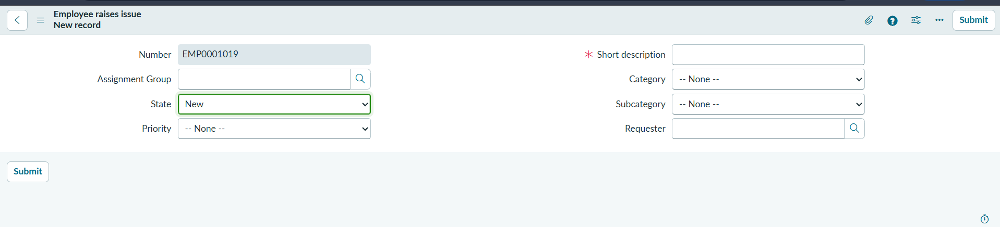 Employee raises issue
New record
Submit
Number EMP0001019
Assignment Group
State New
Priority -- None --
Short description
Category -- None --
Subcategory -- None --
Requester
Submit